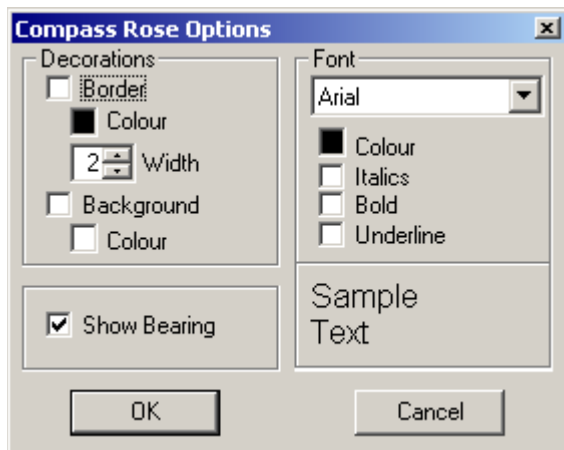 Compass Rose Options
Decorations
Border
Colour
2 Width
Background
Colour
Show Bearing
Font
Arial
Colour
Italics
Bold
Underline
Sample
Text
OK
Cancel